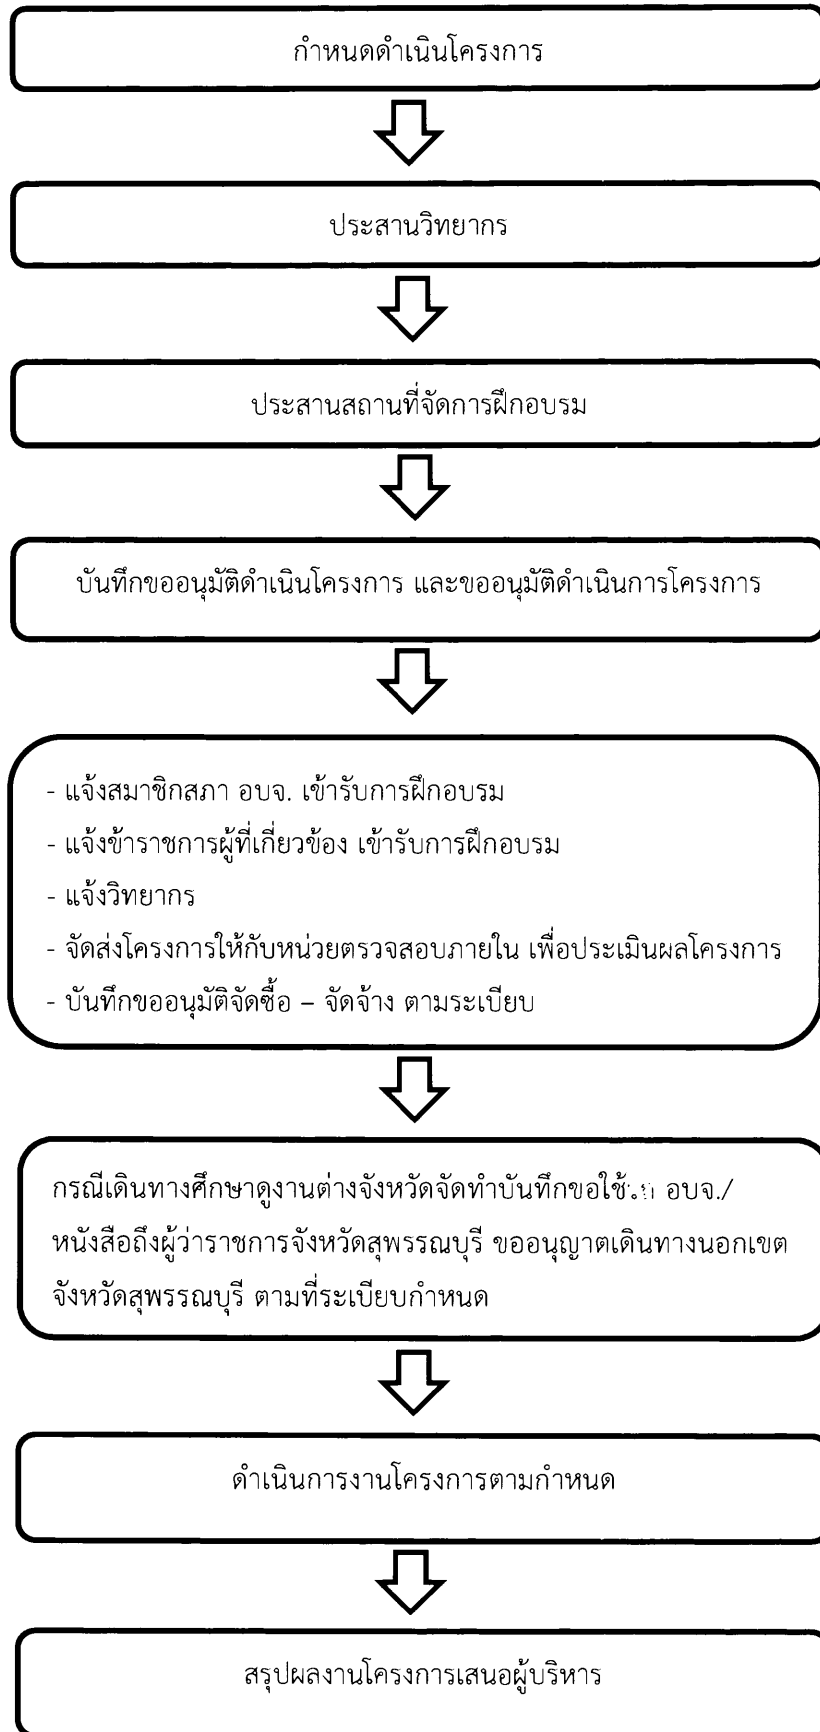 กำหนดดำเนินโครงการ
ประสานวิทยากร
ประสานสถานที่จัดการฝึกอบรม
บันทึกขออนุมัติดำเนินโครงการ และขออนุมัติดำเนินการโครงการ
- แจ้งสมาชิกสภา อบจ. เข้ารับการฝึกอบรม
- แจ้งข้าราชการผู้ที่เกี่ยวข้อง เข้ารับการฝึกอบรม
- แจ้งวิทยากร
- จัดส่งโครงการให้กับหน่วยตรวจสอบภายใน เพื่อประเมินผลโครงการ
- บันทึกขออนุมัติจัดซื้อ – จัดจ้าง ตามระเบียบ
กรณีเดินทางศึกษาดูงานต่างจังหวัดจัดทำบันทึกขอใช้ อบจ./
หนังสือถึงผู้ว่าราชการจังหวัดสุพรรณบุรี ขออนุญาตเดินทางนอกเขต
จังหวัดสุพรรณบุรี ตามที่ระเบียบกำหนด
ดำเนินการงานโครงการตามกำหนด
สรุปผลงานโครงการเสนอผู้บริหาร